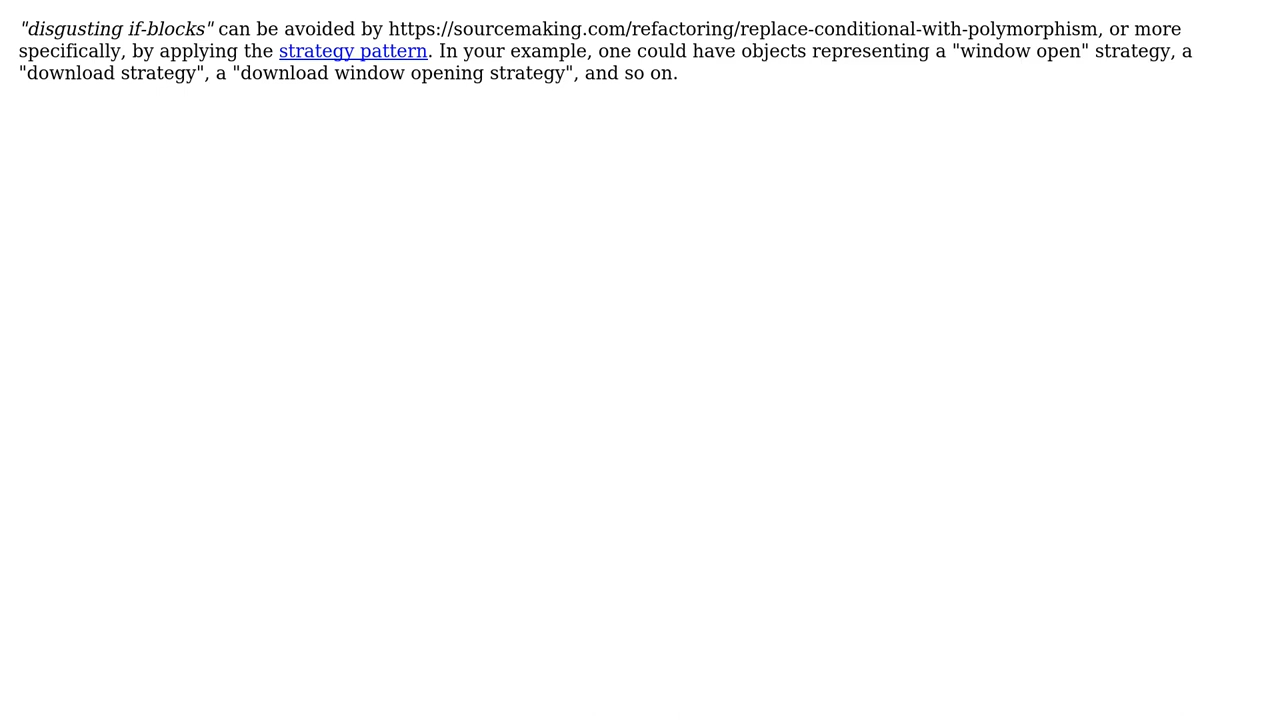 "disgusting if-blocks" can be avoided by https://sourcemaking.com/refactoring/replace-conditional-with-polymorphism, or more
specifically, by applying the strategy pattern. In your example, one could have objects representing a "window open" strategy, a
"download strategy", a "download window opening strategy", and so on.